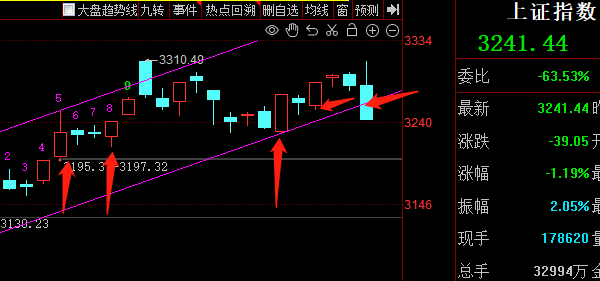 大盘趋势线 九转 事件 热点回溯 删自选 均线 窗 预测
3310.49
3334
9
5
6 7 8
3240
4
2 3
3195.3 3197.32
3146
3130.23
上证指数
3241.44
委比 -63.53%
最新 3241.44 昨
涨跌 -39.05 开
涨幅 -1.19%
振幅 2.05%
现手 178620 量
总手 32994万 金